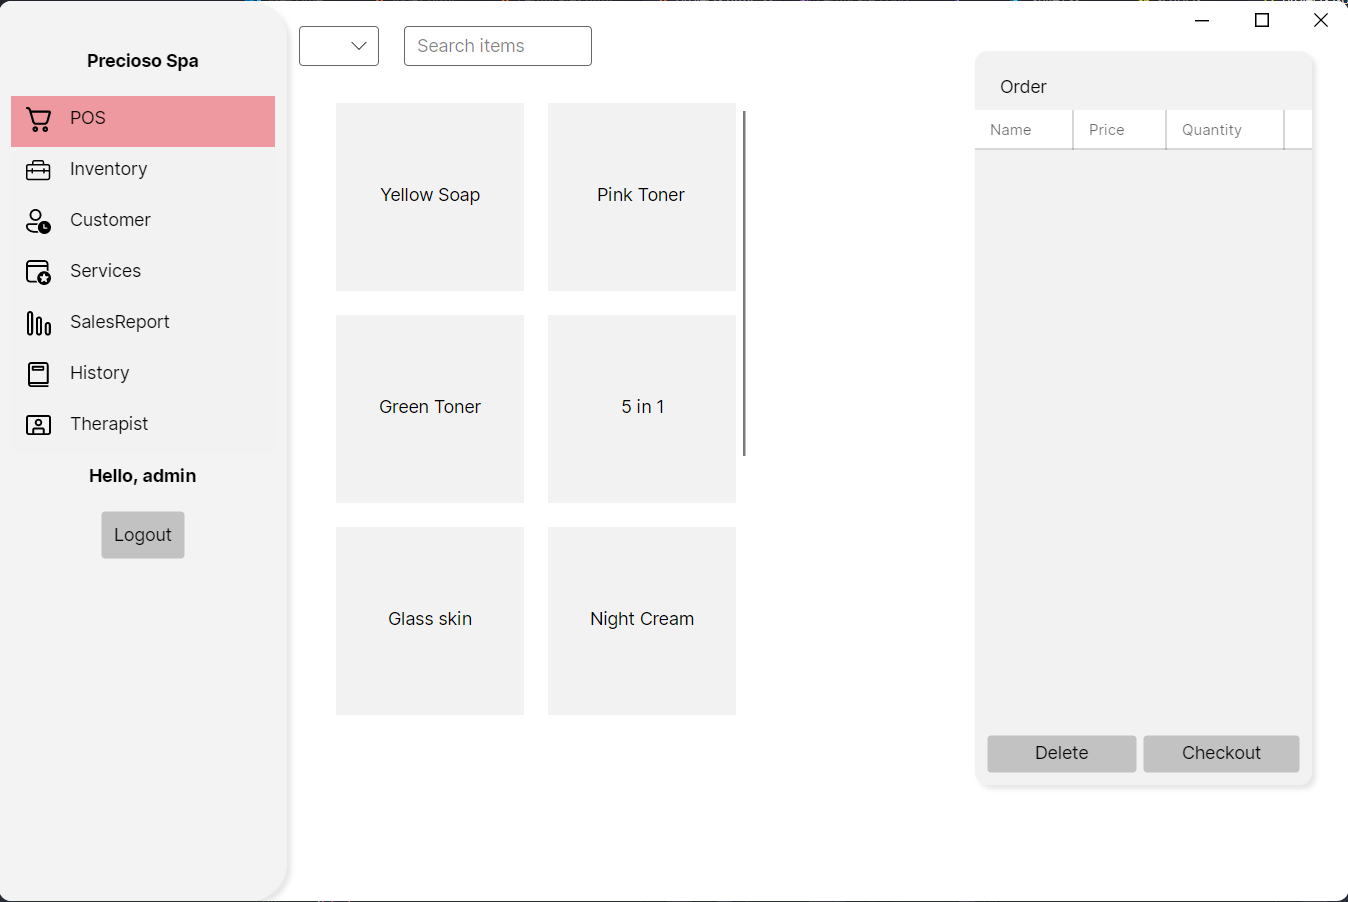 Precioso Spa
POS
Inventory
Customer
Services
SalesReport
History
Therapist
Hello, admin
Logout
Search items
Yellow Soap
Pink Toner
Green Toner
5 in 1
Glass skin
Night Cream
Order
Name Price Quantity
Delete Checkout